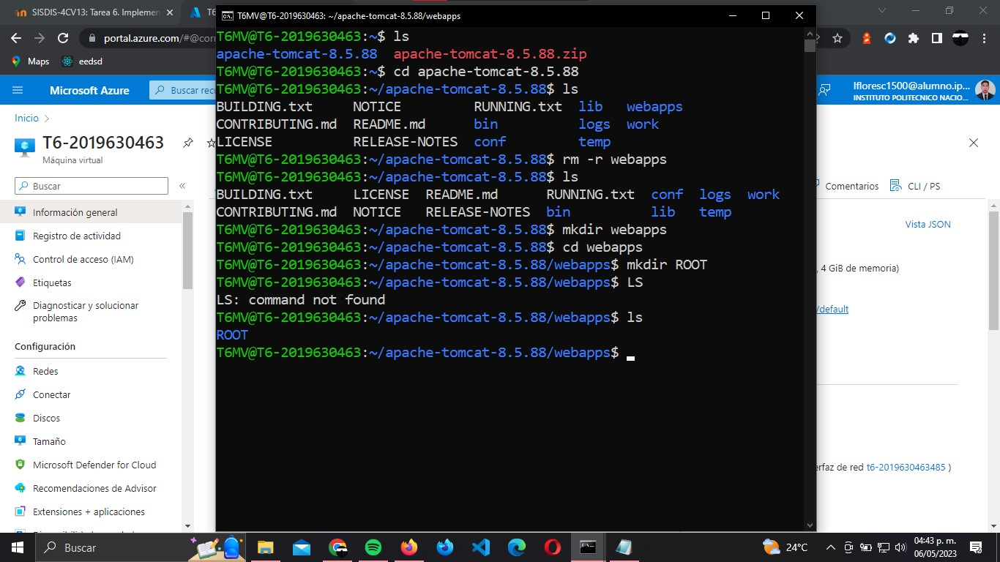 SISDIS-4CV13: Tarea 6. Implemen
T6
portal.azure.com/#@corr
Maps
eedsd
Microsoft Azure
Buscar recu
lfloresc1500@alumno.ip...
INSTITUTO POLITECNICO NACIO...
Inicio
T6-2019630463
Máquina virtual
Buscar
Información general
Registro de actividad
Control de acceso (IAM)
Etiquetas
Diagnosticar y solucionar
problemas
Configuración
Redes
Conectar
Discos
Tamaño
Microsoft Defender for Cloud
Recomendaciones de Advisor
Extensiones + aplicaciones
T6MV@T6-2019630463: ~/apache-tomcat-8.5.88/webapps
T6MV@T6-2019630463:~$ ls
apache-tomcat-8.5.88  apache-tomcat-8.5.88.zip
T6MV@T6-2019630463:~$ cd apache-tomcat-8.5.88
T6MV@T6-2019630463:~/apache-tomcat-8.5.88$ ls
BUILDING.txt     NOTICE         RUNNING.txt  lib   webapps
CONTRIBUTING.md  README.md      bin          logs  work
LICENSE          RELEASE-NOTES  conf         temp
T6MV@T6-2019630463:~/apache-tomcat-8.5.88$ rm -r webapps
T6MV@T6-2019630463:~/apache-tomcat-8.5.88$ ls
BUILDING.txt     LICENSE  README.md      RUNNING.txt  conf  logs  work
CONTRIBUTING.md  NOTICE   RELEASE-NOTES  bin          lib   temp
T6MV@T6-2019630463:~/apache-tomcat-8.5.88$ mkdir webapps
T6MV@T6-2019630463:~/apache-tomcat-8.5.88$ cd webapps
T6MV@T6-2019630463:~/apache-tomcat-8.5.88/webapps$ mkdir ROOT
T6MV@T6-2019630463:~/apache-tomcat-8.5.88/webapps$ LS
LS: command not found
T6MV@T6-2019630463:~/apache-tomcat-8.5.88/webapps$ ls
ROOT
T6MV@T6-2019630463:~/apache-tomcat-8.5.88/webapps$
Comentarios
CLI / PS
Vista JSON
, 4 GiB de memoria)
/default
erfaz de red t6-2019630463485 )
Buscar
24°C
04:43 p. m.
06/05/2023